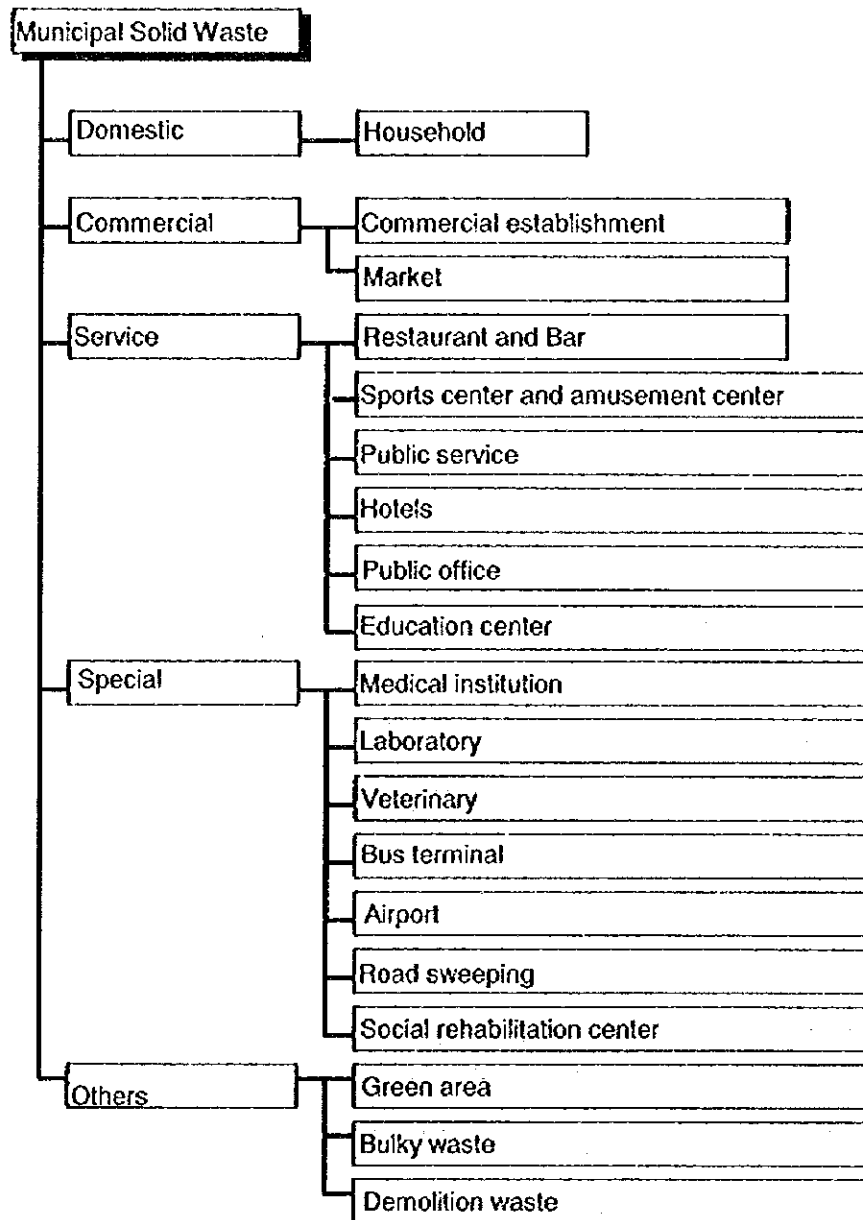 Municipal Solid Waste
Domestic
Household
Commercial
Commercial establishment
Market
Service
Restaurant and Bar
Sports center and amusement center
Public service
Hotels
Public office
Education center
Special
Medical institution
Laboratory
Veterinary
Bus terminal
Airport
Road sweeping
Social rehabilitation center
Others
Green area
Bulky waste
Demolition waste